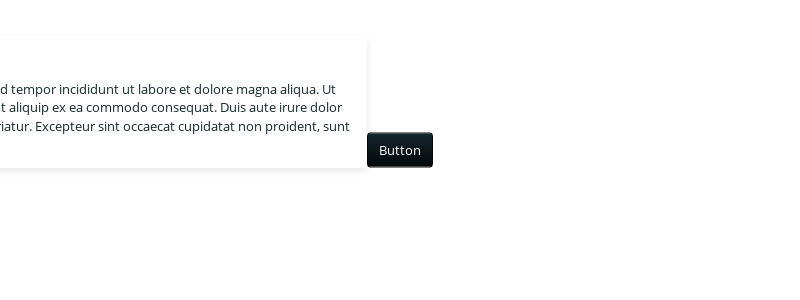 d tempor incididunt ut labore et dolore magna aliqua. Ut
t aliquip ex ea commodo consequat. Duis aute irure dolor
iatur. Excepteur sint occaecat cupidatat non proident, sunt
Button